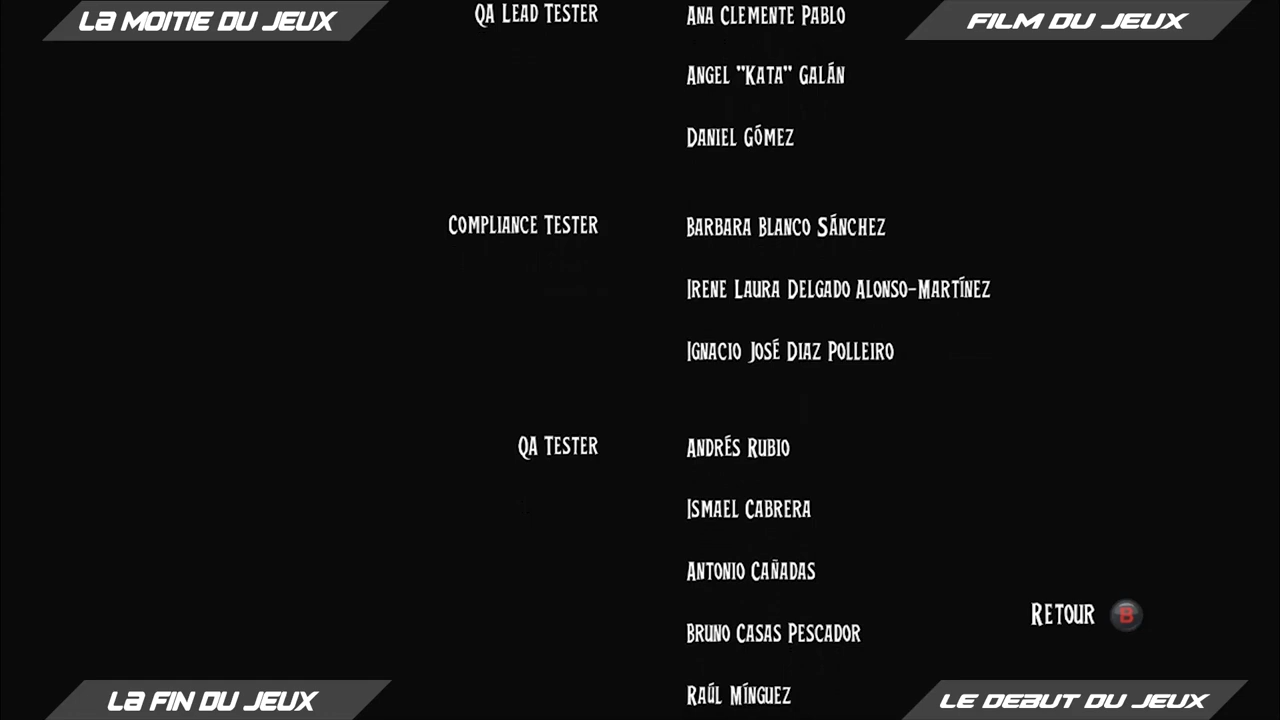 La MOITIE DU JEUX
FILM DU JEUX
QA LEAD TESTER
ANA CLEMENTE PABLO
ANGEL "KATA" GALÁN
DANIEL GÓMEZ
COMPLIANCE TESTER
BARBARA BLANCO SÁNCHEZ
IRENE LAURA DELGADO ALONSO-MARTÍNEZ
IGNACIO JOSÉ DIAZ POLLEIRO
QA TESTER
ANDRÉS RUBIO
ISMAEL CABRERA
ANTONIO CAÑADAS
BRUNO CASAS PESCADOR
RETOUR B
RAÚL MÍNGUEZ
La FIN DU JEUX
LE DEBUT DU JEUX